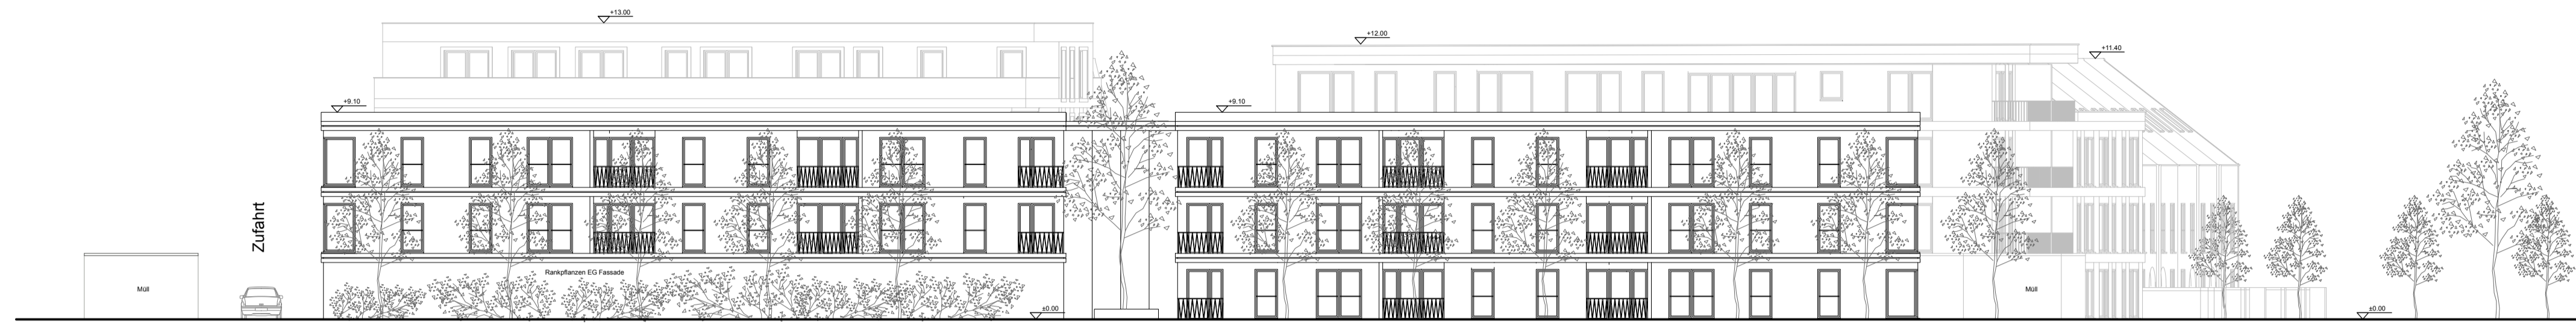 +13.00
+12.00
+11.40
+9.10
+9.10
Zufahrt
Rankpflanzen EG Fassade
Müll
Müll
±0.00
±0.00